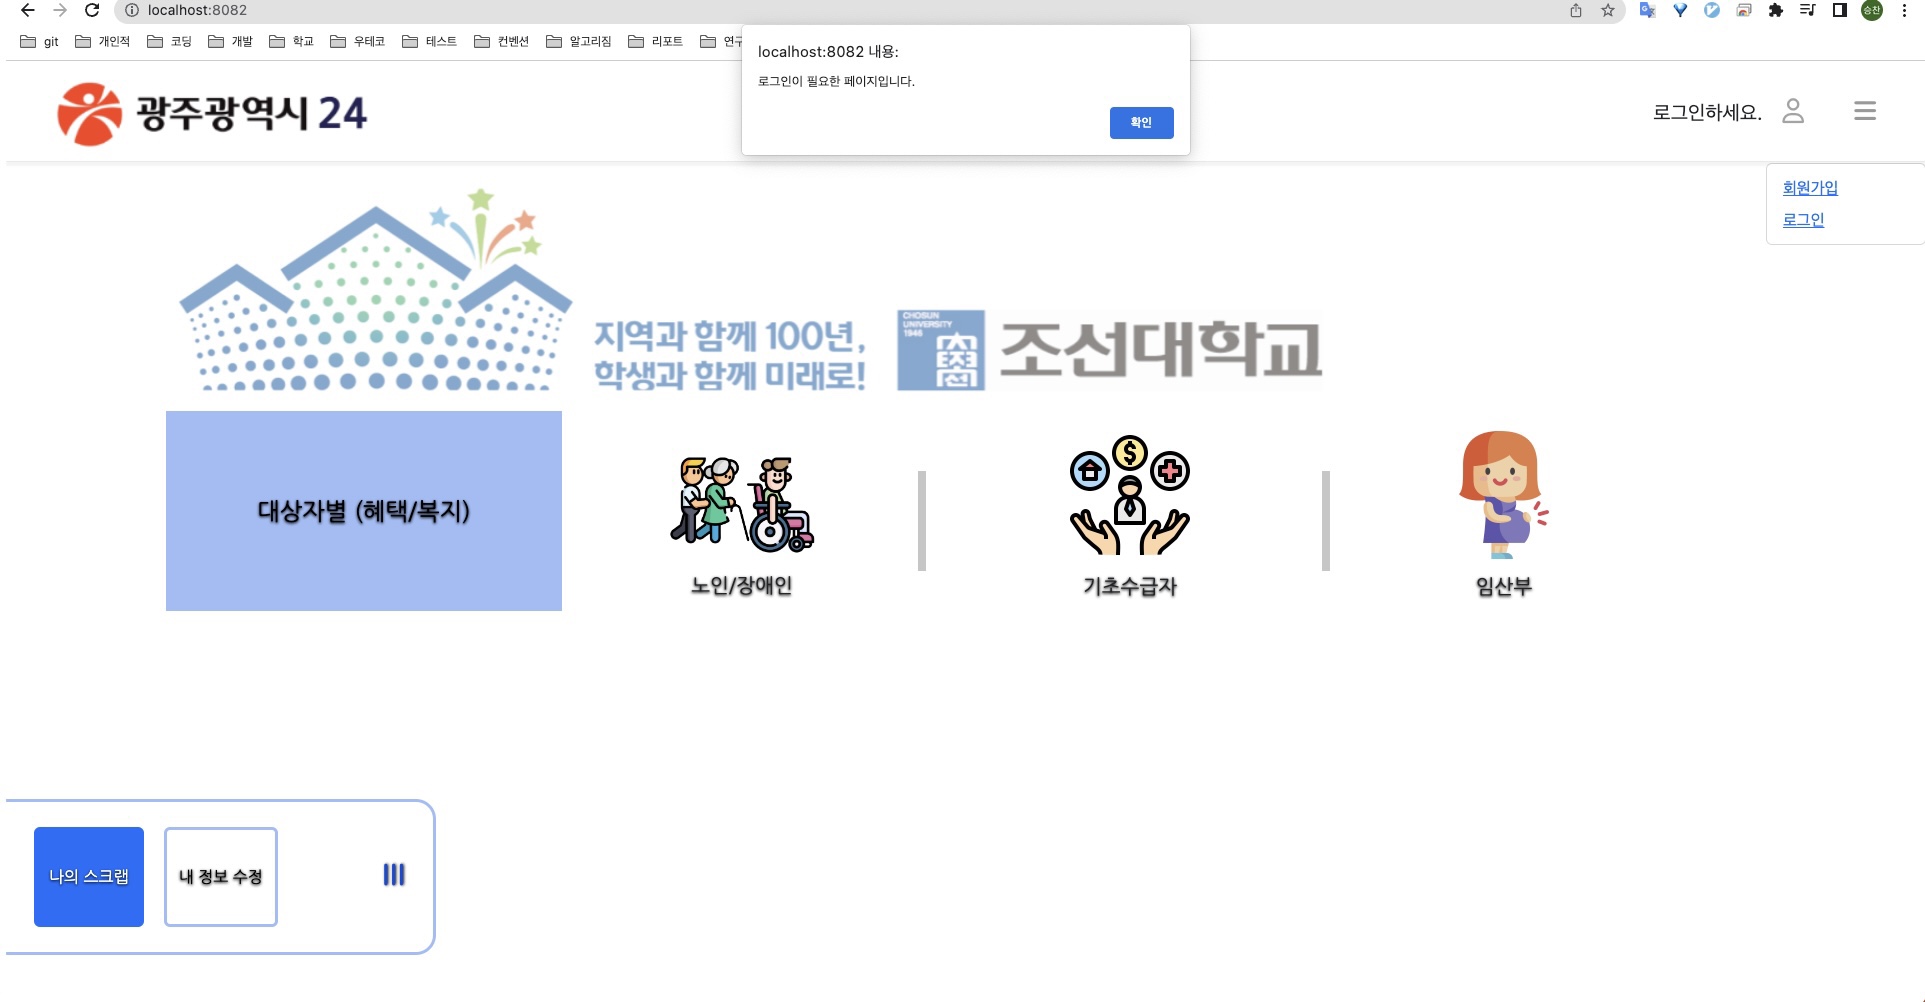 localhost:8082
승찬
git 개인적 코딩 개발 학교 우테코 테스트 컨벤션 알고리짐 리포트 연구
localhost:8082 내용:
로그인이 필요한 페이지입니다.
확인
광주광역시 24
로그인하세요.
회원가입
로그인
지역과 함께 100년,
학생과 함께 미래로!
CHOSUN
UNIVERSITY
1946
조선대학교
대상자별 (혜택/복지)
노인/장애인
기초수급자
임산부
나의 스크랩
내 정보 수정